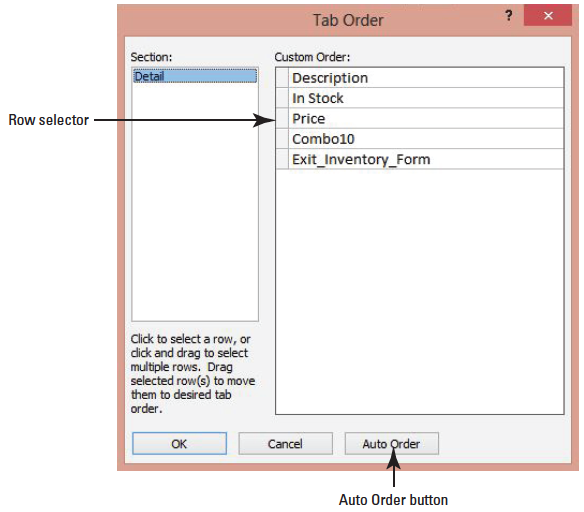 Tab Order
?
Section:
Custom Order:
Detail
Description
In Stock
Price
Combo10
Exit_Inventory_Form
Row selector
Click to select a row, or
click and drag to select
multiple rows. Drag
selected row(s) to move
them to desired tab
order.
OK
Cancel
Auto Order
Auto Order button